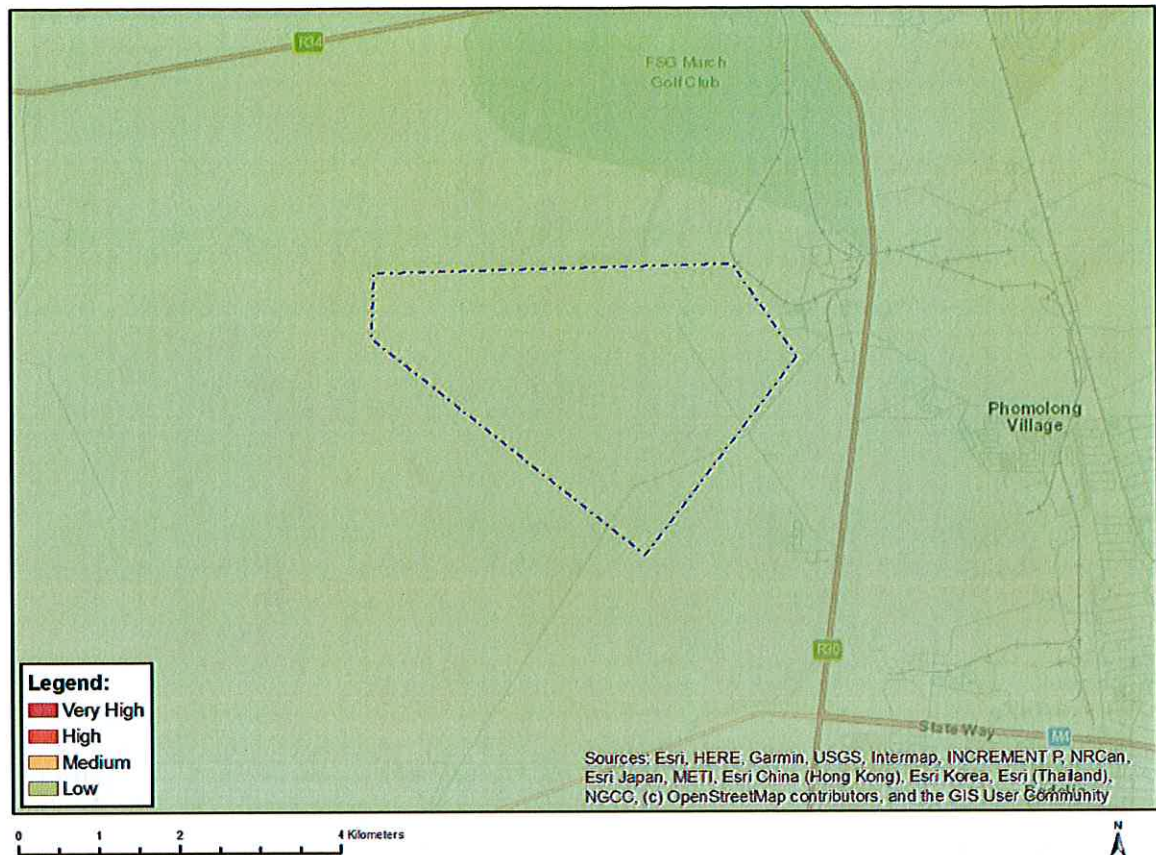 R34
FSG March
Golf Club
Phomolong
Village
R30
State Way
M4
Legend:
Very High
High
Medium
Low
Sources: Esri, HERE, Garmin, USGS, Intermap, INCREMENT P, NRCan,
Esri Japan, METI, Esri China (Hong Kong), Esri Korea, Esri (Thailand),
NGCC, (c) OpenStreetMap contributors, and the GIS User Community
0 1 2 4 Kilometers
N